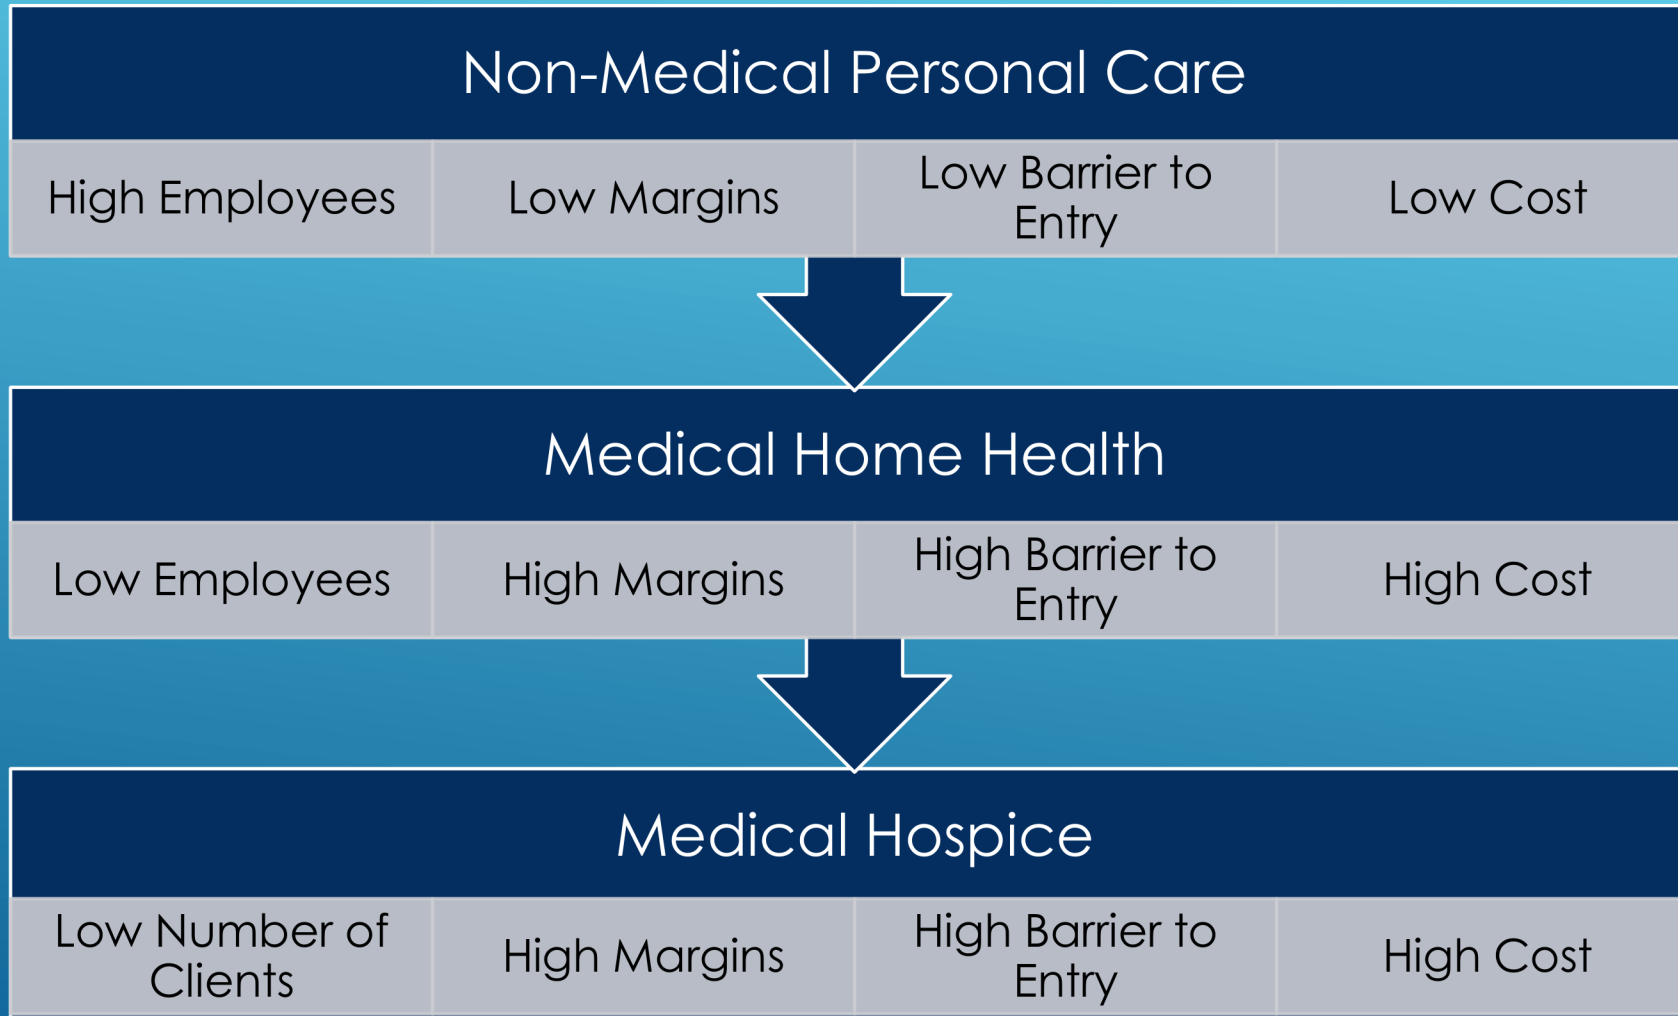 Non-Medical Personal Care
High Employees
Low Margins
Low Barrier to
Entry
Low Cost
Medical Home Health
Low Employees
High Margins
High Barrier to
Entry
High Cost
Medical Hospice
Low Number of
Clients
High Margins
High Barrier to
Entry
High Cost